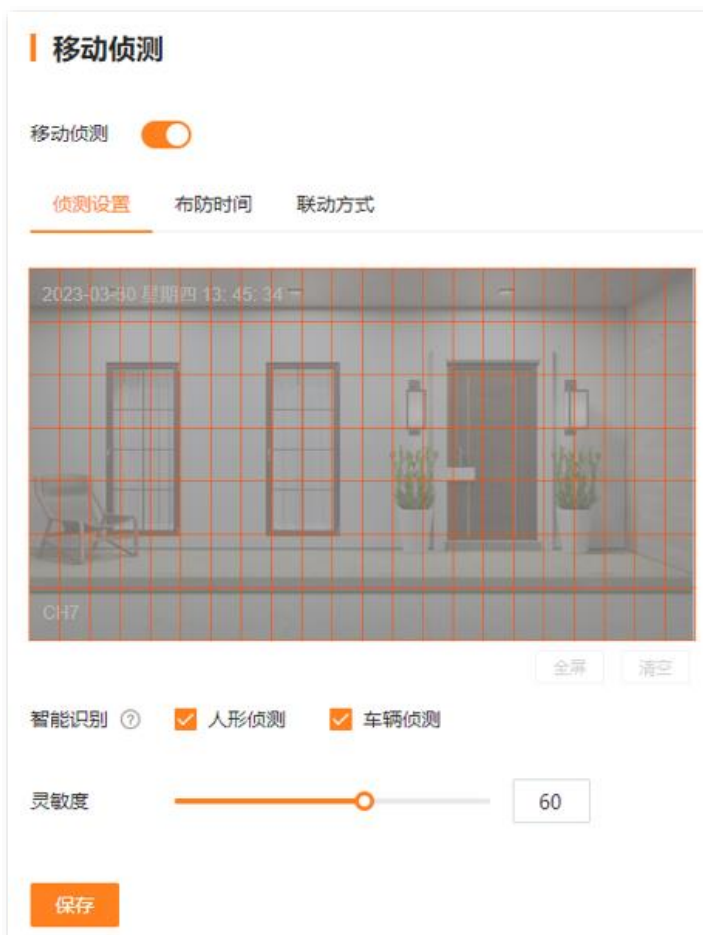 移动侦测
移动侦测
侦测设置 布防时间 联动方式
2023-03-30 星期四 13: 45: 34
CH7
全屏 清空
智能识别 ? 人形侦测 车辆侦测
灵敏度 60
保存